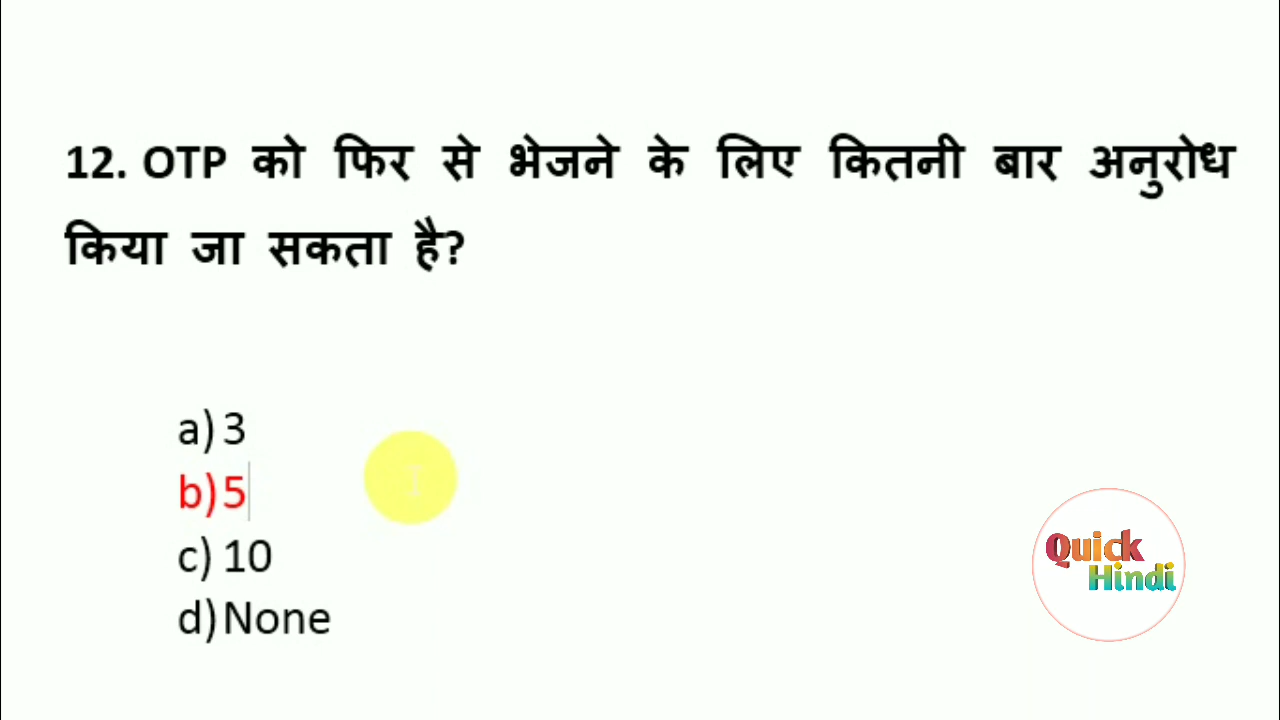 12. OTP को फिर से भेजने के लिए कितनी बार अनुरोध
किया जा सकता है?
a) 3
b) 5
c) 10
d) None
Quick
Hindi